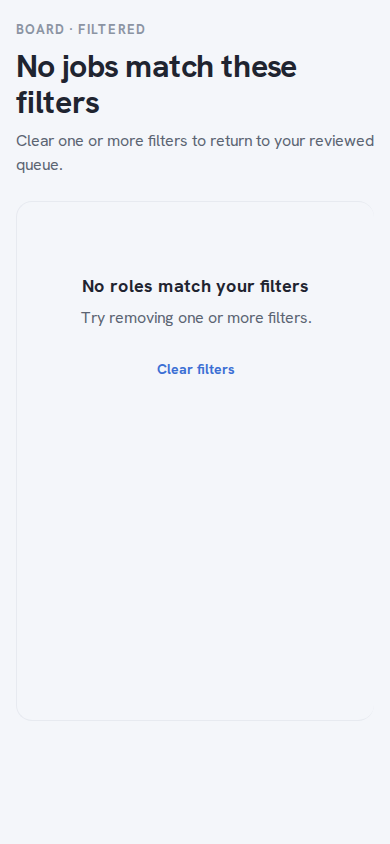 BOARD · FILTERED
No jobs match these
filters
Clear one or more filters to return to your reviewed
queue.
No roles match your filters
Try removing one or more filters.
Clear filters